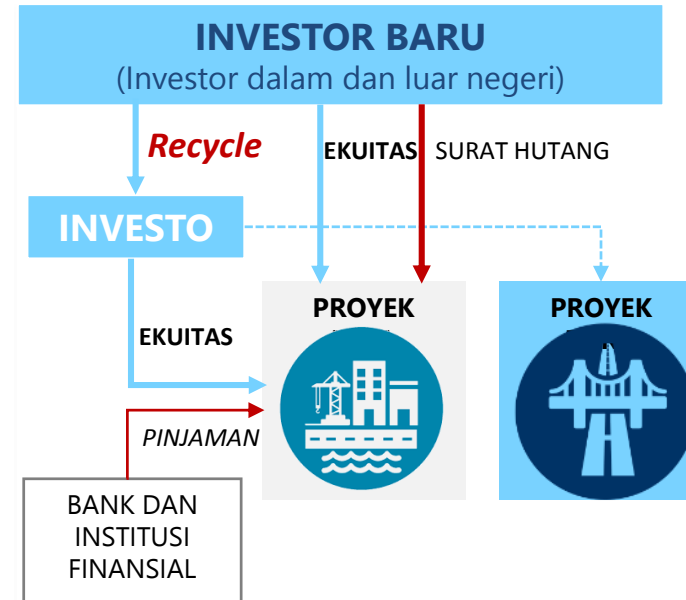 INVESTOR BARU
(Investor dalam dan luar negeri)
Recycle
EKUITAS SURAT HUTANG
INVESTO
PROYEK
PROYEK
EKUITAS
PINJAMAN
BANK DAN
INSTITUSI
FINANSIAL